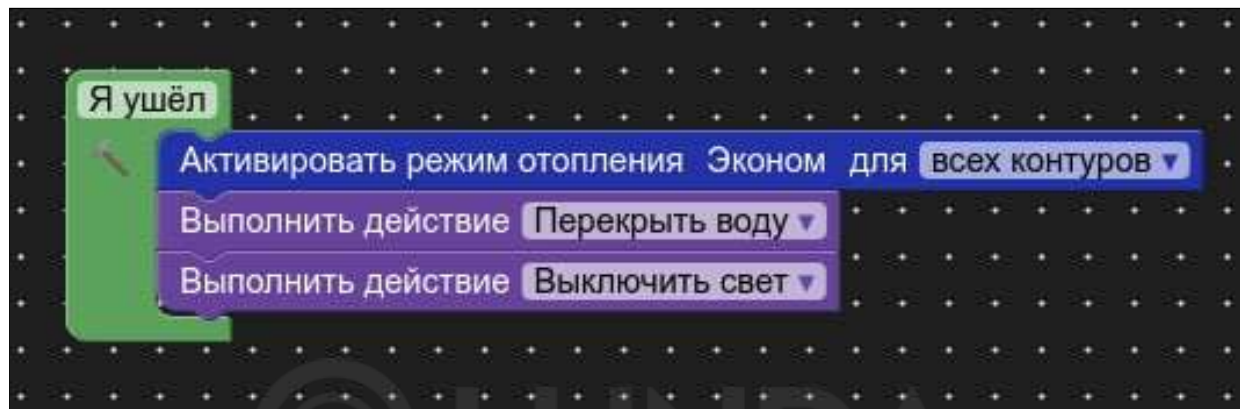 Я ушёл
Активировать режим отопления Эконом для всех контуров
Выполнить действие Перекрыть воду
Выполнить действие Выключить свет